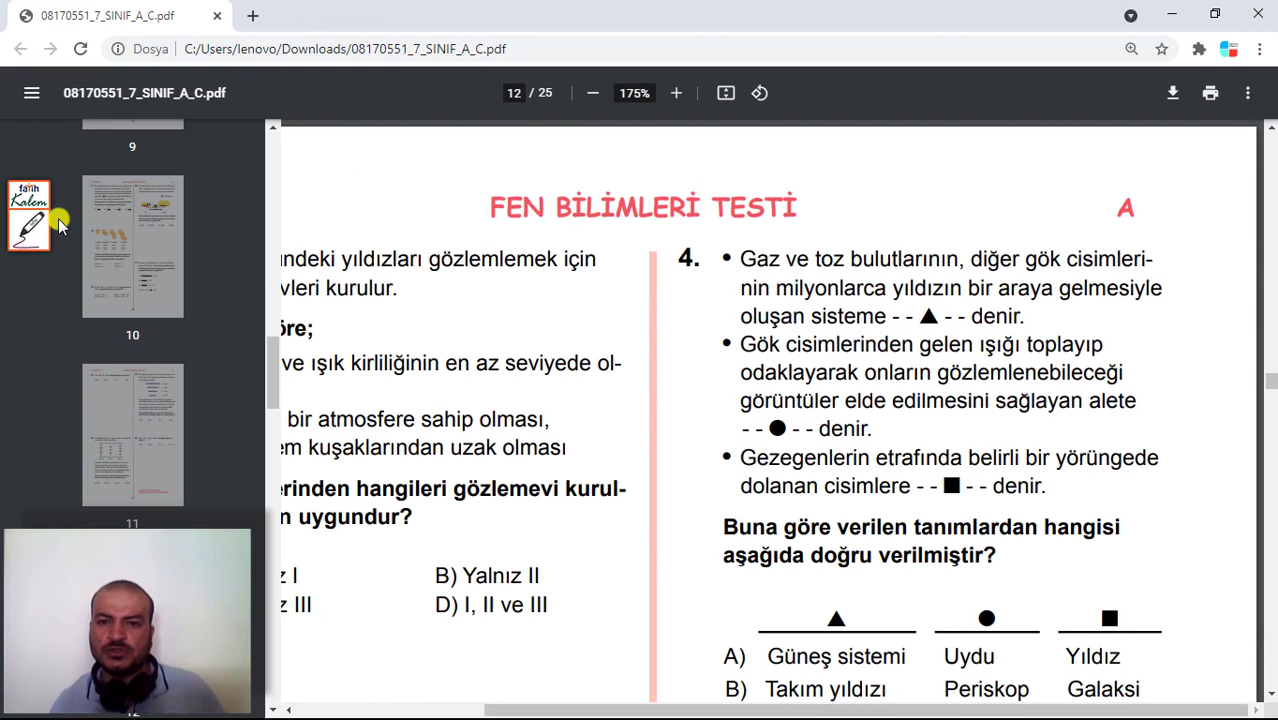 08170551_7_SINIF_A_C.pdf
Dosya
C:/Users/lenovo/Downloads/08170551_7_SINIF_A_C.pdf
08170551_7_SINIF_A_C.pdf
12 / 25
175%
9
10
11
12
fatih
Kalem
FEN BİLİMLERİ TESTİ
A
ndeki yıldızları gözlemlemek için
vleri kurulur.
öre;
ve ışık kirliliğinin en az seviyede ol-
bir atmosfere sahip olması,
em kuşaklarından uzak olması
erinden hangileri gözlemevi kurul-
n uygundur?
z I
B) Yalnız II
z III
D) I, II ve III
4.
• Gaz ve toz bulutlarının, diğer gök cisimleri-
nin milyonlarca yıldızın bir araya gelmesiyle
oluşan sisteme - - ▲ - - denir.
• Gök cisimlerinden gelen ışığı toplayıp
odaklayarak onların gözlemlenebileceği
görüntüler elde edilmesini sağlayan alete
- - ● - - denir.
• Gezegenlerin etrafında belirli bir yörüngede
dolanan cisimlere - - ■ - - denir.
Buna göre verilen tanımlardan hangisi
aşağıda doğru verilmiştir?
▲ ● ■
A) Güneş sistemi Uydu Yıldız
B) Takım yıldızı Periskop Galaksi